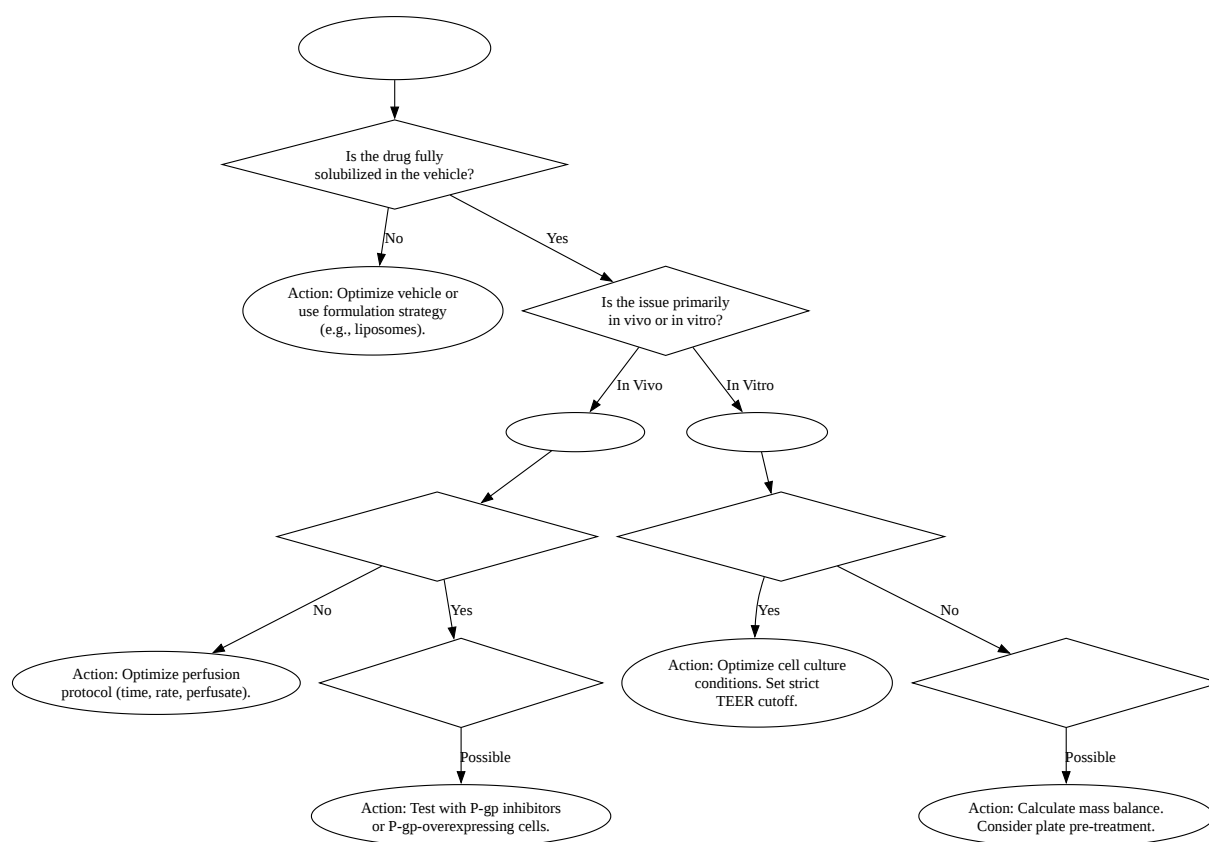 Is the drug fully
solubilized in the vehicle?
No
Yes
Action: Optimize vehicle or
use formulation strategy
(e.g., liposomes).
Is the issue primarily
in vivo or in vitro?
In Vivo
In Vitro
No
Yes
Yes
No
Action: Optimize perfusion
protocol (time, rate, perfusate).
Action: Optimize cell culture
conditions. Set strict
TEER cutoff.
Possible
Possible
Action: Test with P-gp inhibitors
or P-gp-overexpressing cells.
Action: Calculate mass balance.
Consider plate pre-treatment.